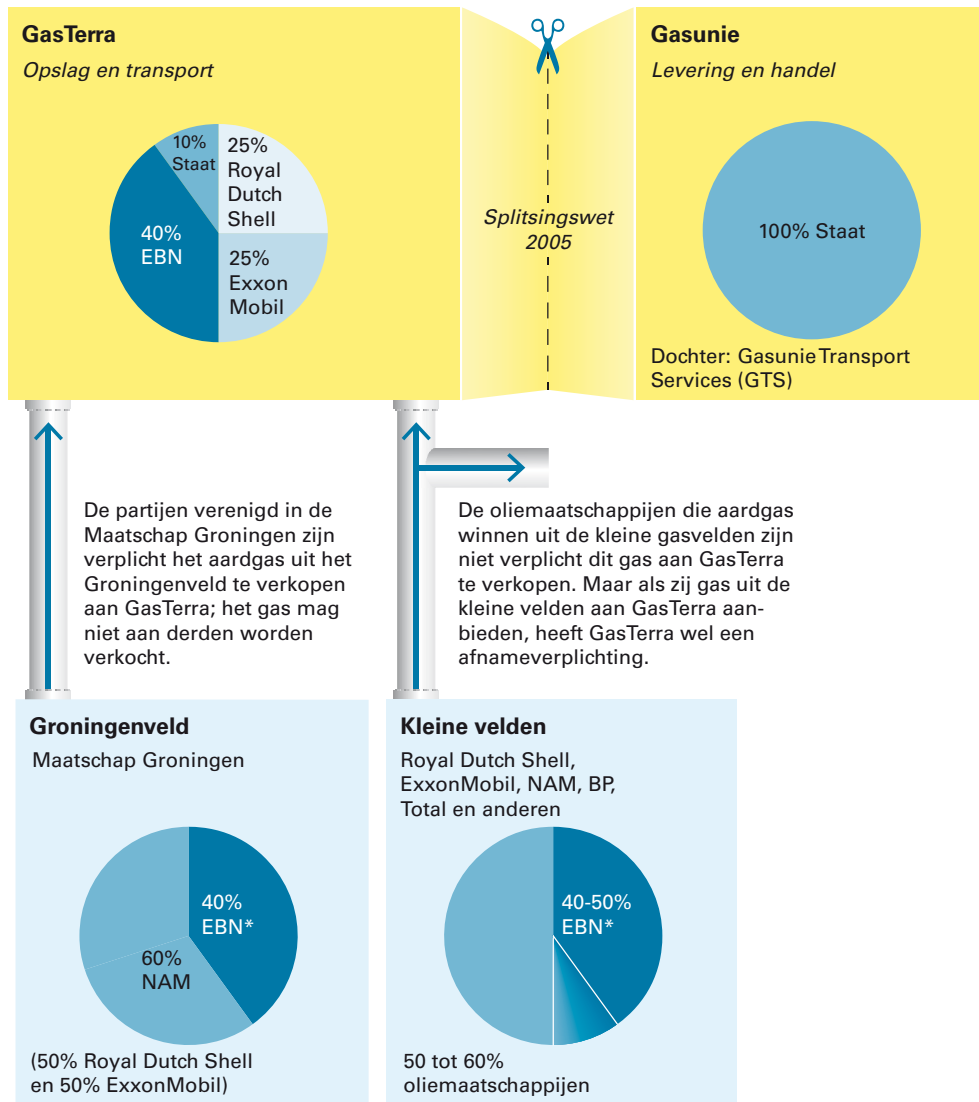 GasTerra
Opslag en transport
10%
Staat
25%
Royal
Dutch
Shell
40%
EBN
25%
Exxon
Mobil
Splitsingswet
2005
Gasunie
Levering en handel
100% Staat
Dochter: Gasunie Transport
Services (GTS)
De partijen verenigd in de
Maatschap Groningen zijn
verplicht het aardgas uit het
Groningenveld te verkopen
aan GasTerra; het gas mag
niet aan derden worden
verkocht.
De oliemaatschappijen die aardgas
winnen uit de kleine gasvelden zijn
niet verplicht dit gas aan GasTerra
te verkopen. Maar als zij gas uit de
kleine velden aan GasTerra aan-
bieden, heeft GasTerra wel een
afnameverplichting.
Groningenveld
Maatschap Groningen
40%
EBN*
60%
NAM
(50% Royal Dutch Shell
en 50% ExxonMobil)
Kleine velden
Royal Dutch Shell,
ExxonMobil, NAM, BP,
Total en anderen
40-50%
EBN*
50 tot 60%
oliemaatschappijen